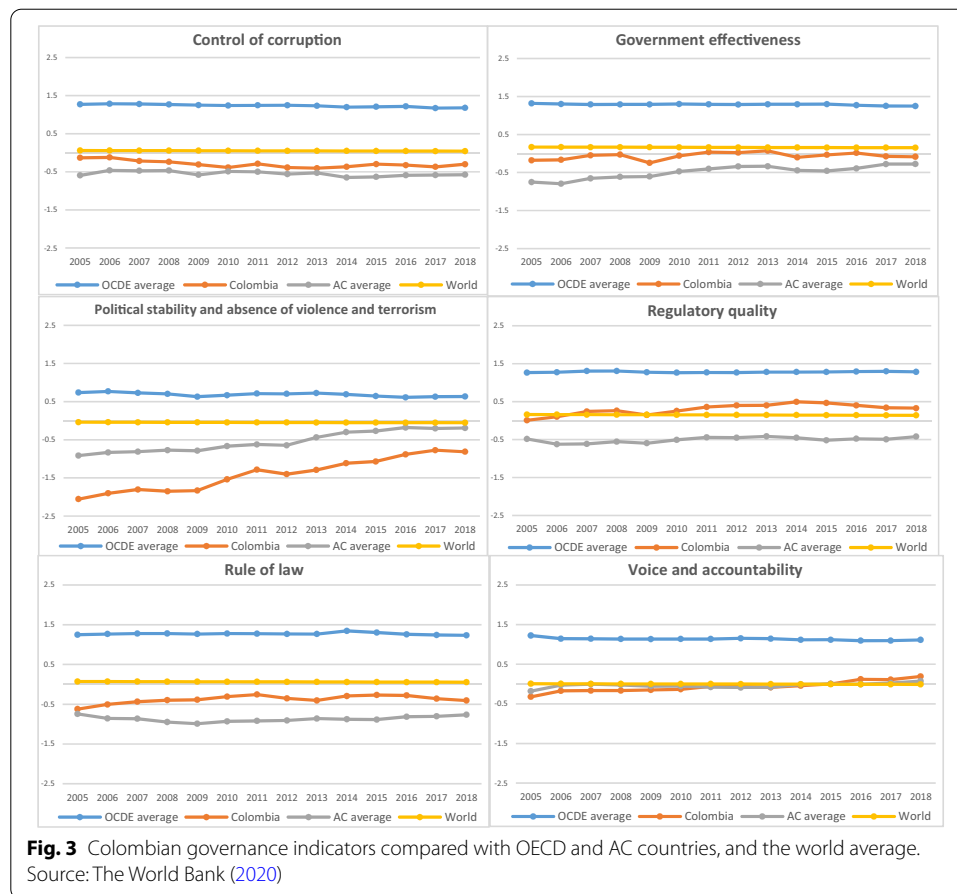 Control of corruption
2.5
1.5
0.5
-0.5
-1.5
-2.5
2005 2006 2007 2008 2009 2010 2011 2012 2013 2014 2015 2016 2017 2018
OCDE average Colombia AC average World
Government effectiveness
2.5
1.5
0.5
-0.5
-1.5
-2.5
2005 2006 2007 2008 2009 2010 2011 2012 2013 2014 2015 2016 2017 2018
OCDE average Colombia AC average World
Political stability and absence of violence and terrorism
2.5
1.5
0.5
-0.5
-1.5
-2.5
2005 2006 2007 2008 2009 2010 2011 2012 2013 2014 2015 2016 2017 2018
OCDE average Colombia AC average World
Regulatory quality
2.5
1.5
0.5
-0.5
-1.5
-2.5
2005 2006 2007 2008 2009 2010 2011 2012 2013 2014 2015 2016 2017 2018
OCDE average Colombia AC average World
Rule of law
2.5
1.5
0.5
-0.5
-1.5
-2.5
2005 2006 2007 2008 2009 2010 2011 2012 2013 2014 2015 2016 2017 2018
OCDE average Colombia AC average World
Voice and accountability
2.5
1.5
0.5
-0.5
-1.5
-2.5
2005 2006 2007 2008 2009 2010 2011 2012 2013 2014 2015 2016 2017 2018
OCDE average Colombia AC average World
Fig. 3 Colombian governance indicators compared with OECD and AC countries, and the world average.
Source: The World Bank (2020)